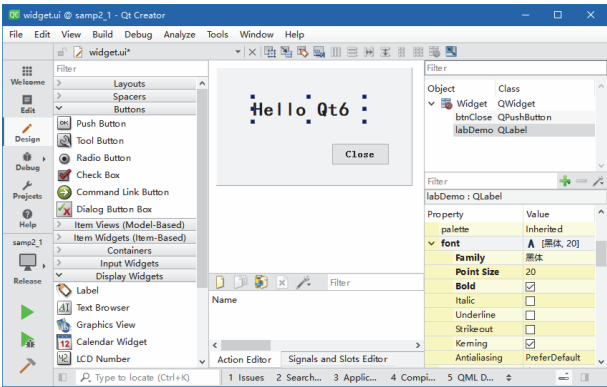 widget.ui @ samp2_1 - Qt Creator
File Edit View Build Debug Analyze Tools Window Help
widget.ui*
Welcome
Edit
Design
Debug
Projects
Help
samp2_1
Release
Filter
Layouts
Spacers
Buttons
OK Push Button
Tool Button
Radio Button
Check Box
Command Link Button
Dialog Button Box
Item Views (Model-Based)
Item Widgets (Item-Based)
Containers
Input Widgets
Display Widgets
Label
AI Text Browser
Graphics View
12 Calendar Widget
42 LCD Number
Hello Qt6
Close
Filter
Name
Action Editor Signals and Slots Editor
Filter
Object Class
Widget QWidget
btnClose QPushButton
labDemo QLabel
Filter
labDemo : QLabel
Property Value
palette Inherited
font A [黑体, 20]
Family 黑体
Point Size 20
Bold
Italic
Underline
Strikeout
Kerning
Antialiasing PreferDefault
Type to locate (Ctrl+K) 1 Issues 2 Search... 3 Applic... 4 Compi... 5 QML D...